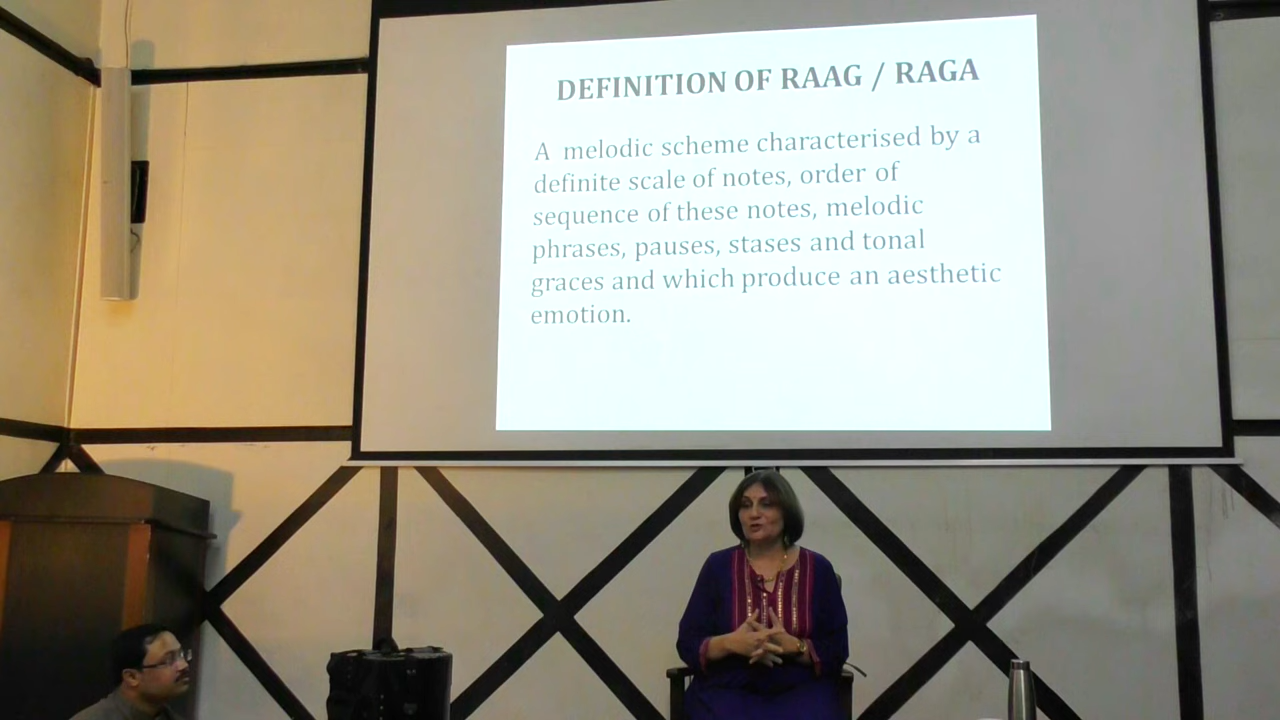 DEFINITION OF RAAG / RAGA
A melodic scheme characterised by a
definite scale of notes, order of
sequence of these notes, melodic
phrases, pauses, stases and tonal
graces and which produce an aesthetic
emotion.